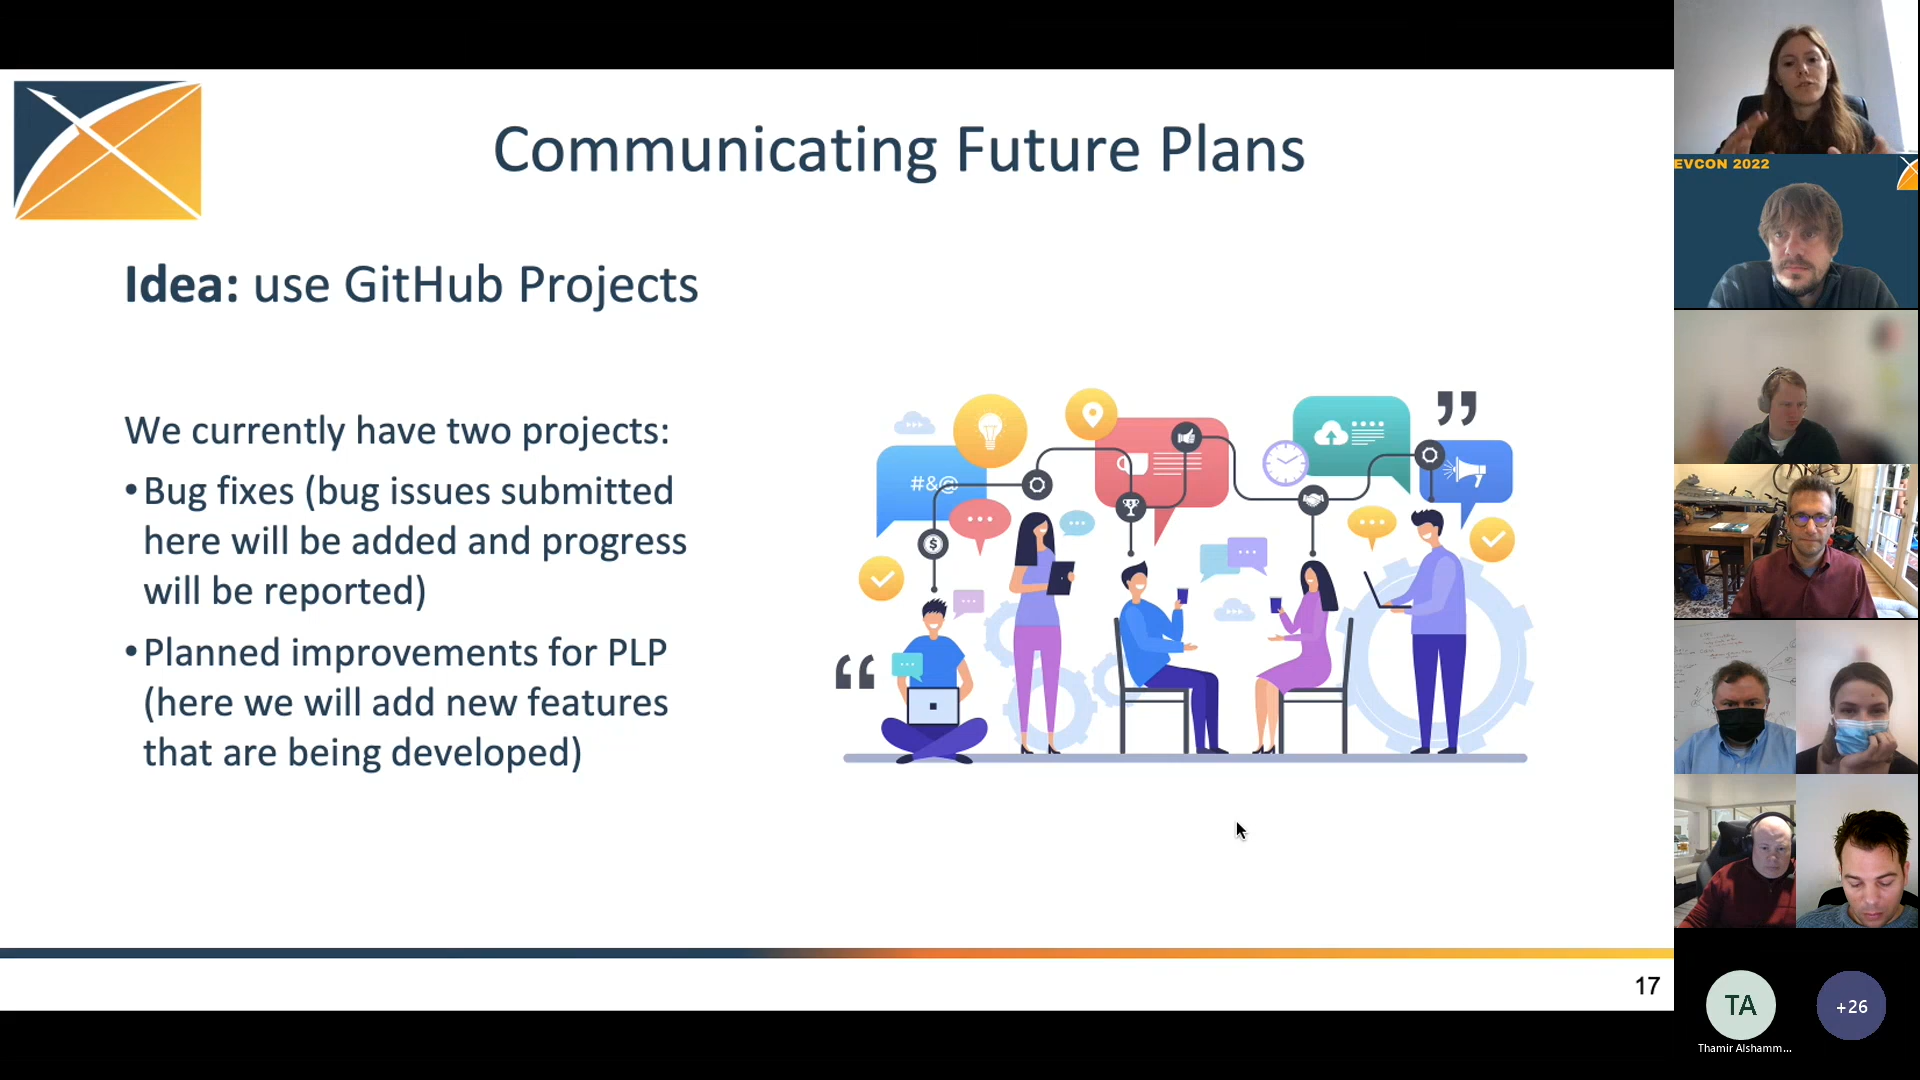 Communicating Future Plans
Idea: use GitHub Projects
We currently have two projects:
•Bug fixes (bug issues submitted
here will be added and progress
will be reported)
•Planned improvements for PLP
(here we will add new features
that are being developed)
#&@
$
17
EVCON 2022
TA
Thamir Alshamm...
+26